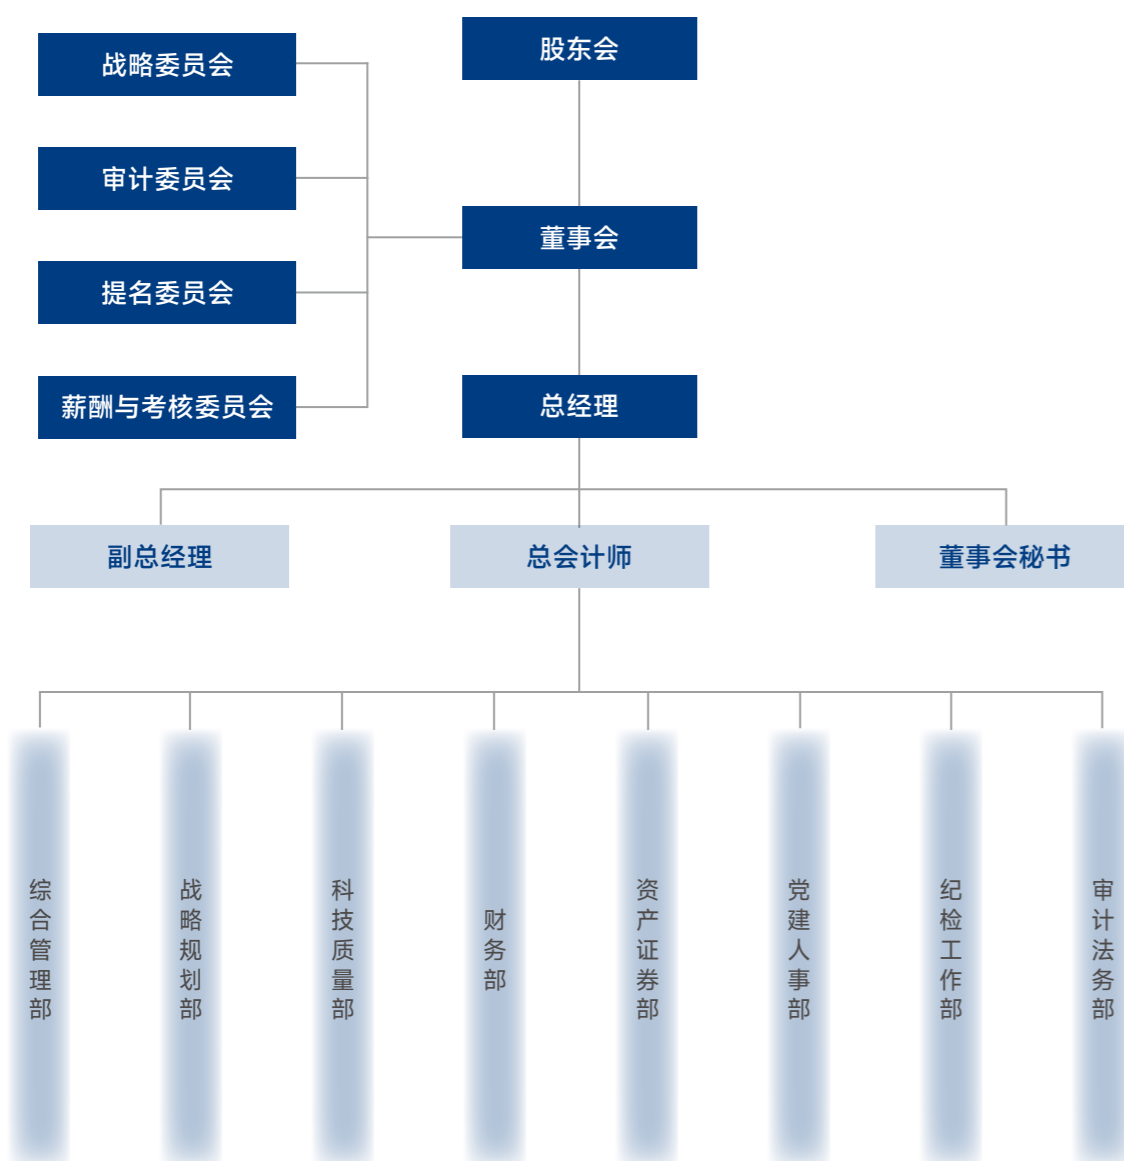 股东会
战略委员会
审计委员会
董事会
提名委员会
总经理
薪酬与考核委员会
副总经理
总会计师
董事会秘书
综合管理部
战略规划部
科技质量部
财务部
资产证券部
党建人事部
纪检工作部
审计法务部